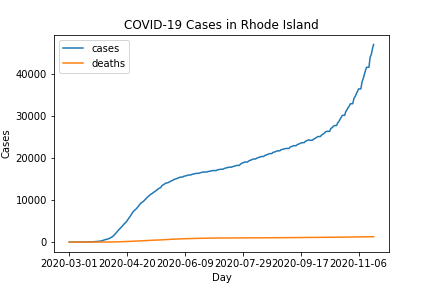 COVID-19 Cases in Rhode Island
cases
deaths
40000
30000
20000
10000
0
Cases
2020-03-01 2020-04-20 2020-06-09 2020-07-29 2020-09-17 2020-11-06
Day